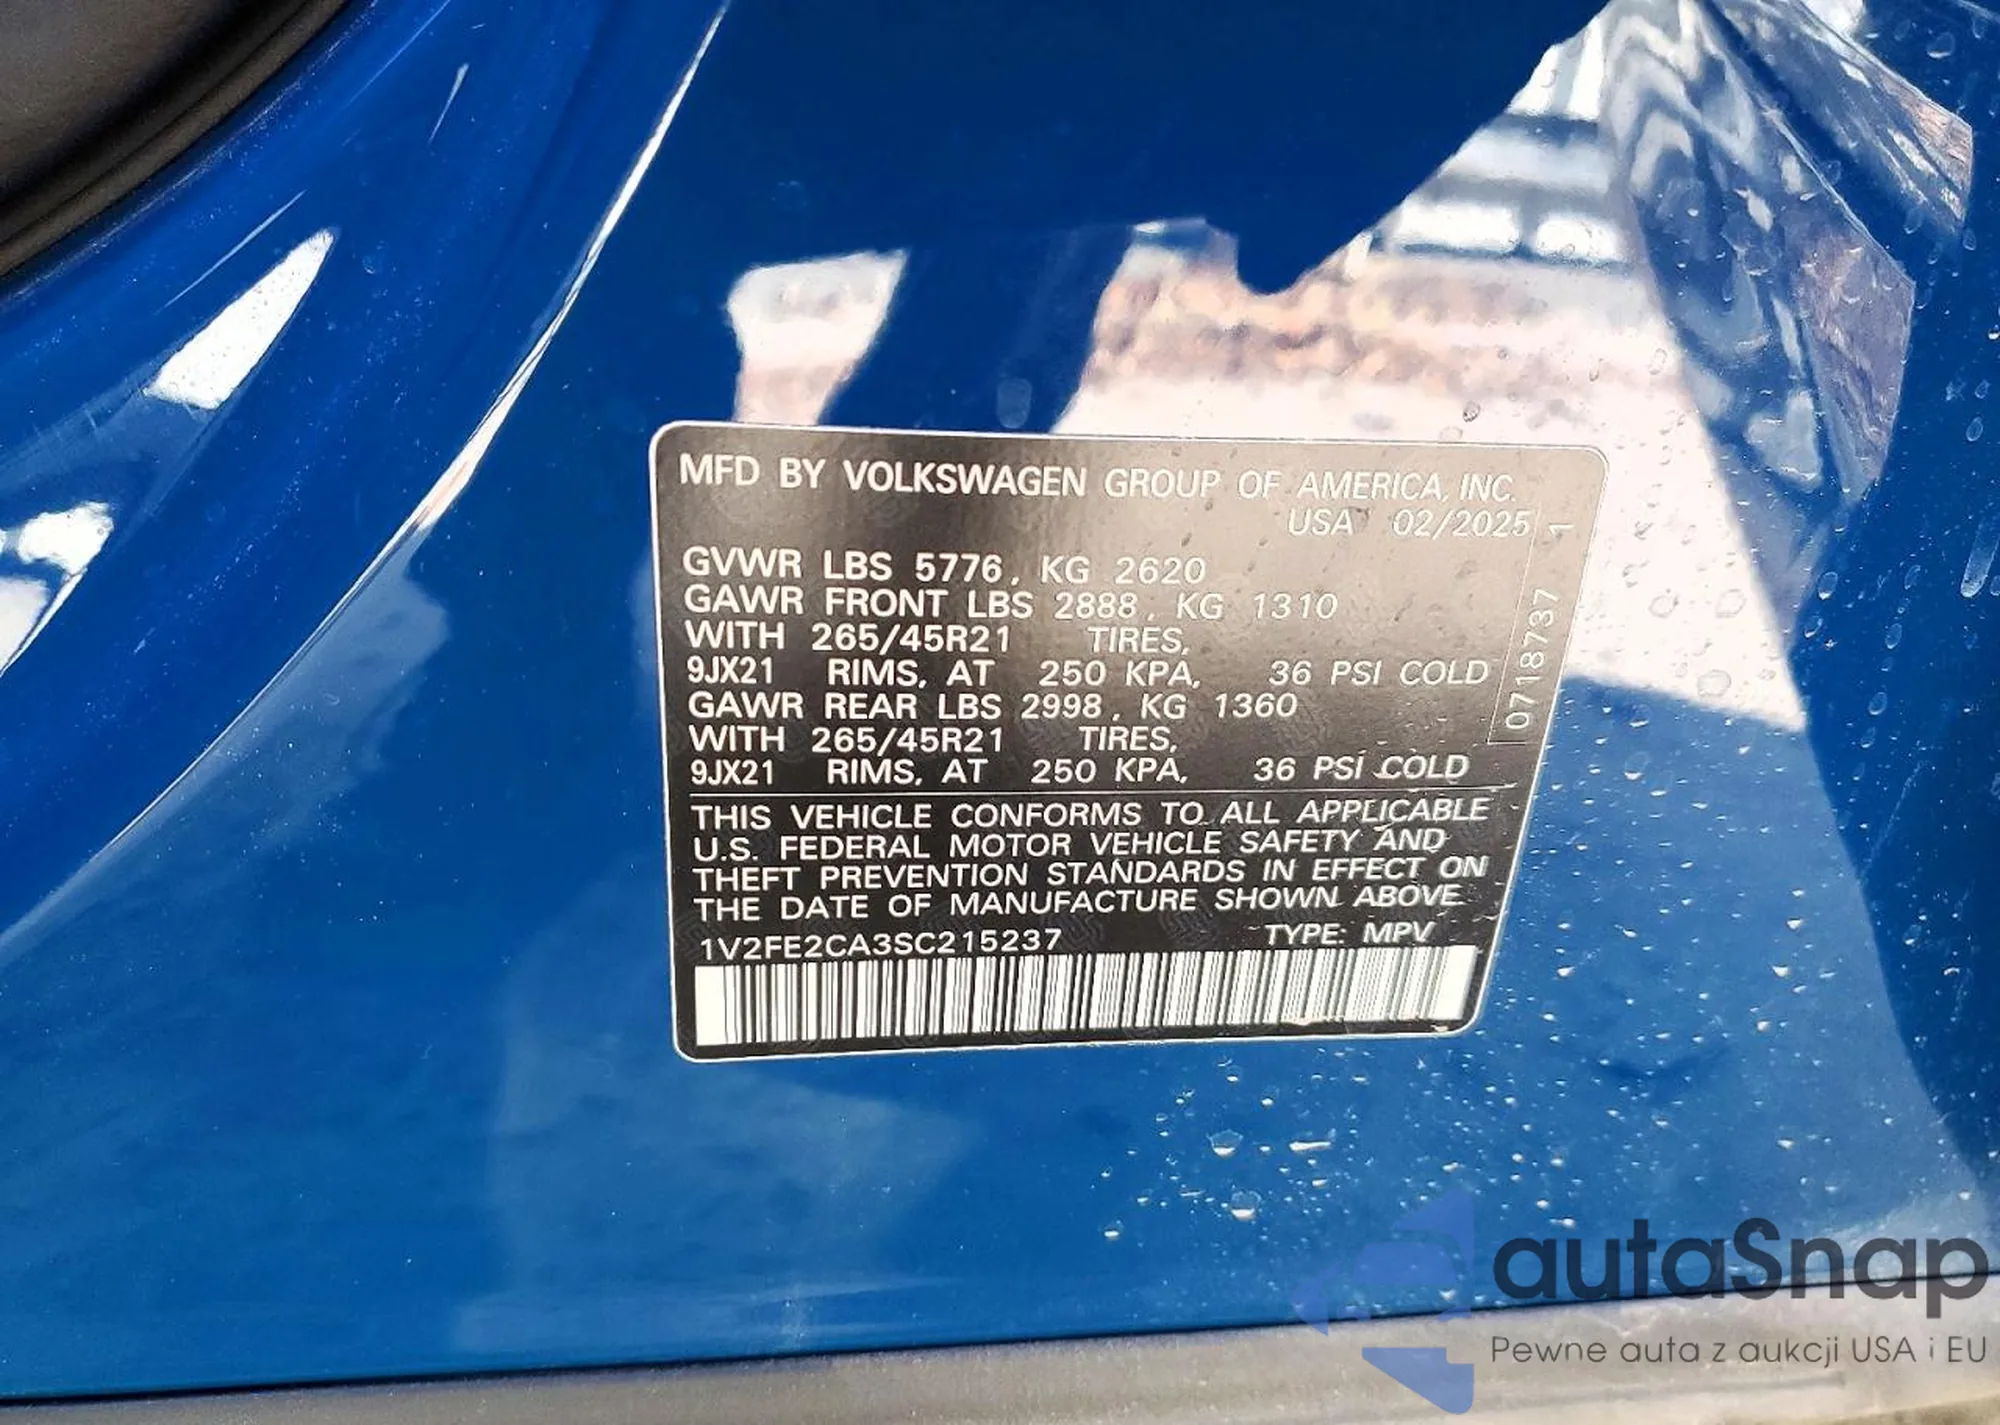 MFD BY VOLKSWAGEN GROUP OF AMERICA, INC.
USA 02/2025
GVWR LBS 5776, KG 2620
GAWR FRONT LBS 2888, KG 1310
WITH 265/45R21 TIRES,
9JX21 RIMS, AT 250 KPA, 36 PSI COLD
GAWR REAR LBS 2998, KG 1360
WITH 265/45R21 TIRES,
9JX21 RIMS, AT 250 KPA, 36 PSI COLD
0718737 1
THIS VEHICLE CONFORMS TO ALL APPLICABLE
U.S. FEDERAL MOTOR VEHICLE SAFETY AND
THEFT PREVENTION STANDARDS IN EFFECT ON
THE DATE OF MANUFACTURE SHOWN ABOVE.
1V2FE2CA3SC215237 TYPE: MPV
autaSnap
Pewne auta z aukcji USA i EU